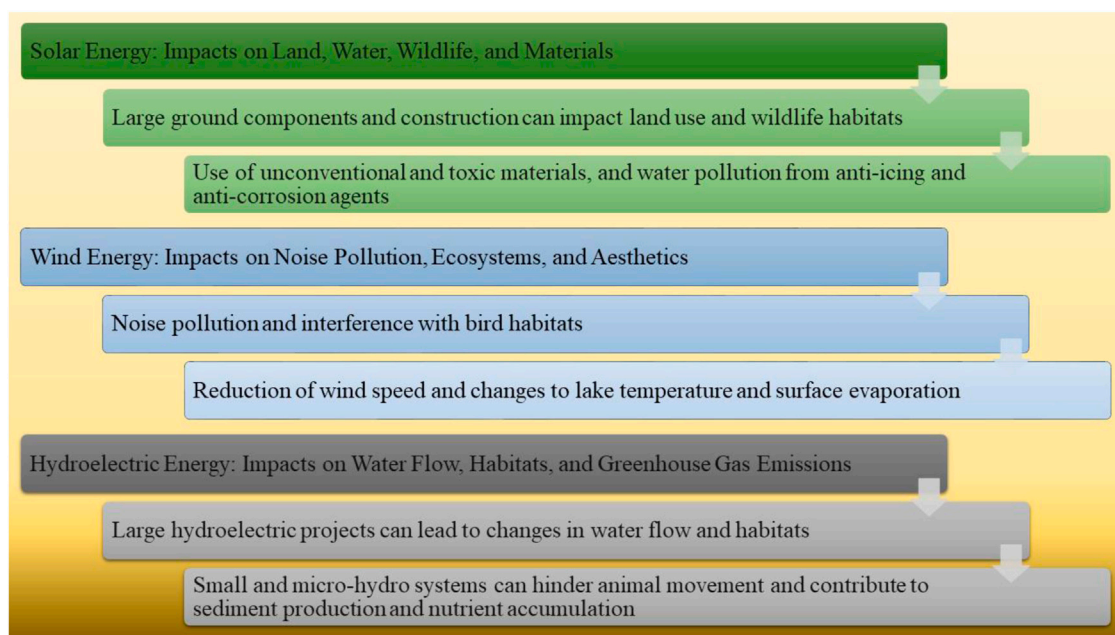 Solar Energy: Impacts on Land, Water, Wildlife, and Materials
Large ground components and construction can impact land use and wildlife habitats
Use of unconventional and toxic materials, and water pollution from anti-icing and
anti-corrosion agents
Wind Energy: Impacts on Noise Pollution, Ecosystems, and Aesthetics
Noise pollution and interference with bird habitats
Reduction of wind speed and changes to lake temperature and surface evaporation
Hydroelectric Energy: Impacts on Water Flow, Habitats, and Greenhouse Gas Emissions
Large hydroelectric projects can lead to changes in water flow and habitats
Small and micro-hydro systems can hinder animal movement and contribute to
sediment production and nutrient accumulation